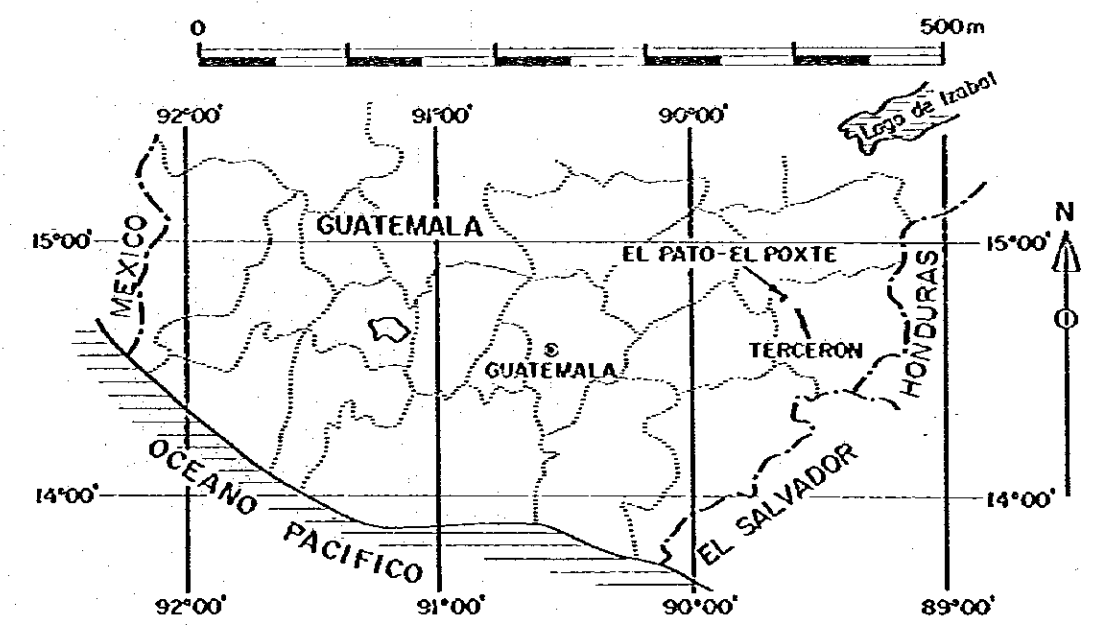 0 500m
92°00' 91°00' 90°00'
Lago de Izabal
GUATEMALA
N
15°00' 15°00'
MEXICO
EL PATO-EL POXTE
HONDURAS
TERCERON
GUATEMALA
OCEANO PACIFICO
EL SALVADOR
14°00' 14°00'
92°00' 91°00' 90°00' 89°00'